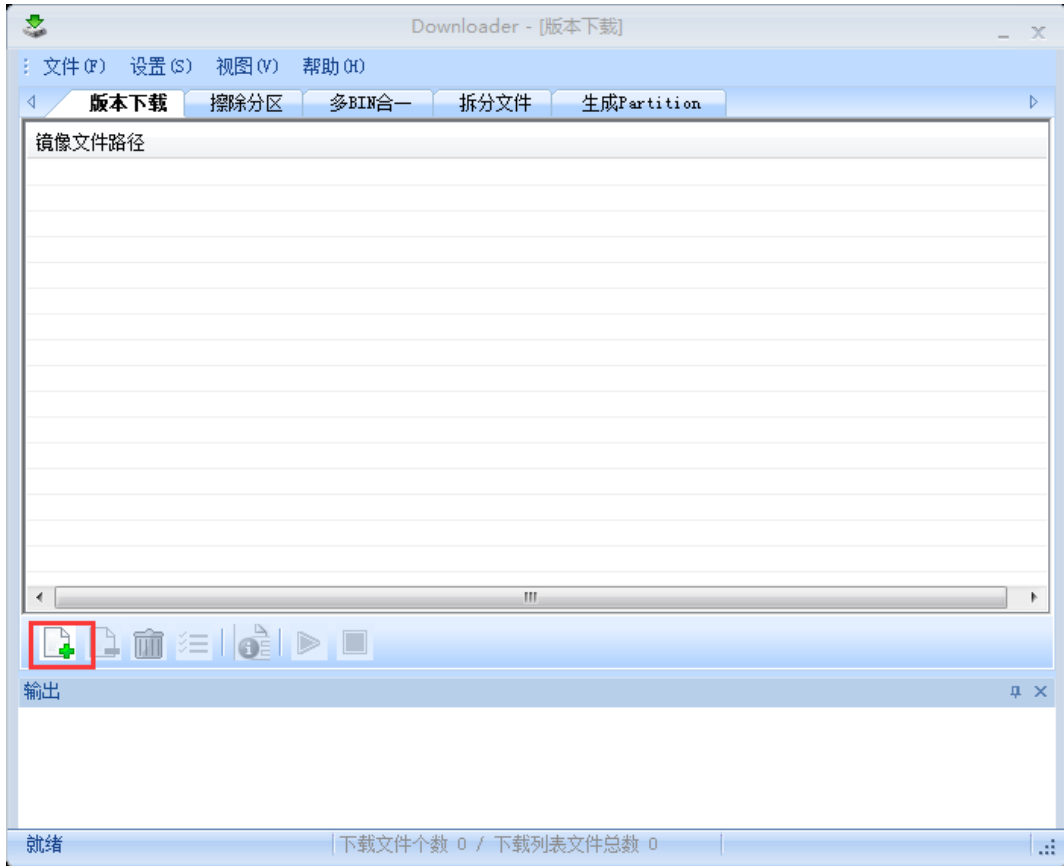 Downloader - [版本下载]
文件(F) 设置(S) 视图(V) 帮助(H)
版本下载 擦除分区 多BIN合一 拆分文件 生成Partition
镜像文件路径
输出
就绪 下载文件个数 0 / 下载列表文件总数 0